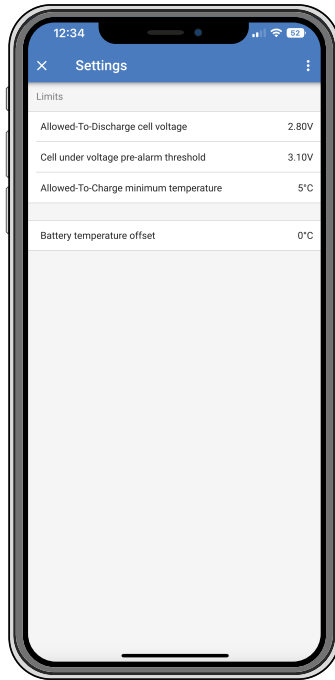 12:34
52
Settings
Limits
Allowed-To-Discharge cell voltage 2.80V
Cell under voltage pre-alarm threshold 3.10V
Allowed-To-Charge minimum temperature 5°C
Battery temperature offset 0°C